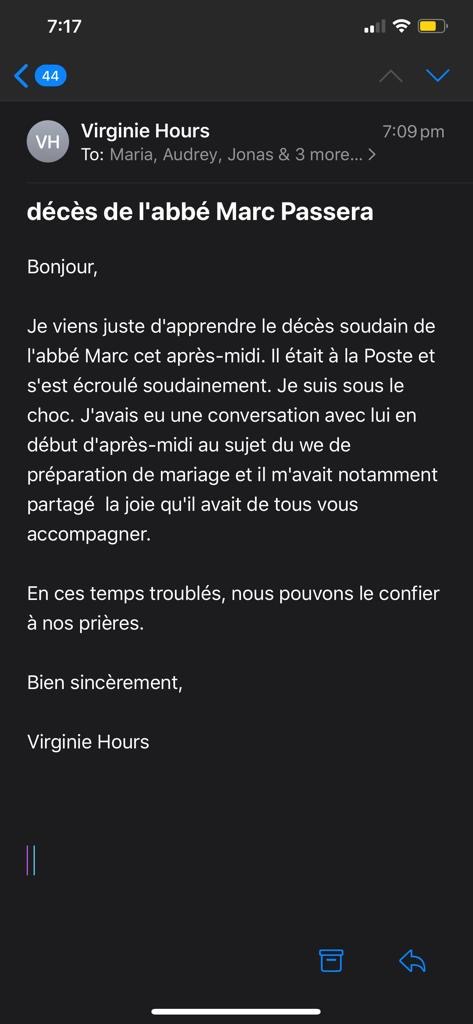 7:17
44
VH
Virginie Hours
7:09 pm
To: Maria, Audrey, Jonas & 3 more...
décès de l'abbé Marc Passera
Bonjour,
Je viens juste d'apprendre le décès soudain de
l'abbé Marc cet après-midi. Il était à la Poste et
s'est écroulé soudainement. Je suis sous le
choc. J'avais eu une conversation avec lui en
début d'après-midi au sujet du we de
préparation de mariage et il m'avait notamment
partagé  la joie qu'il avait de tous vous
accompagner.
En ces temps troublés, nous pouvons le confier
à nos prières.
Bien sincèrement,
Virginie Hours